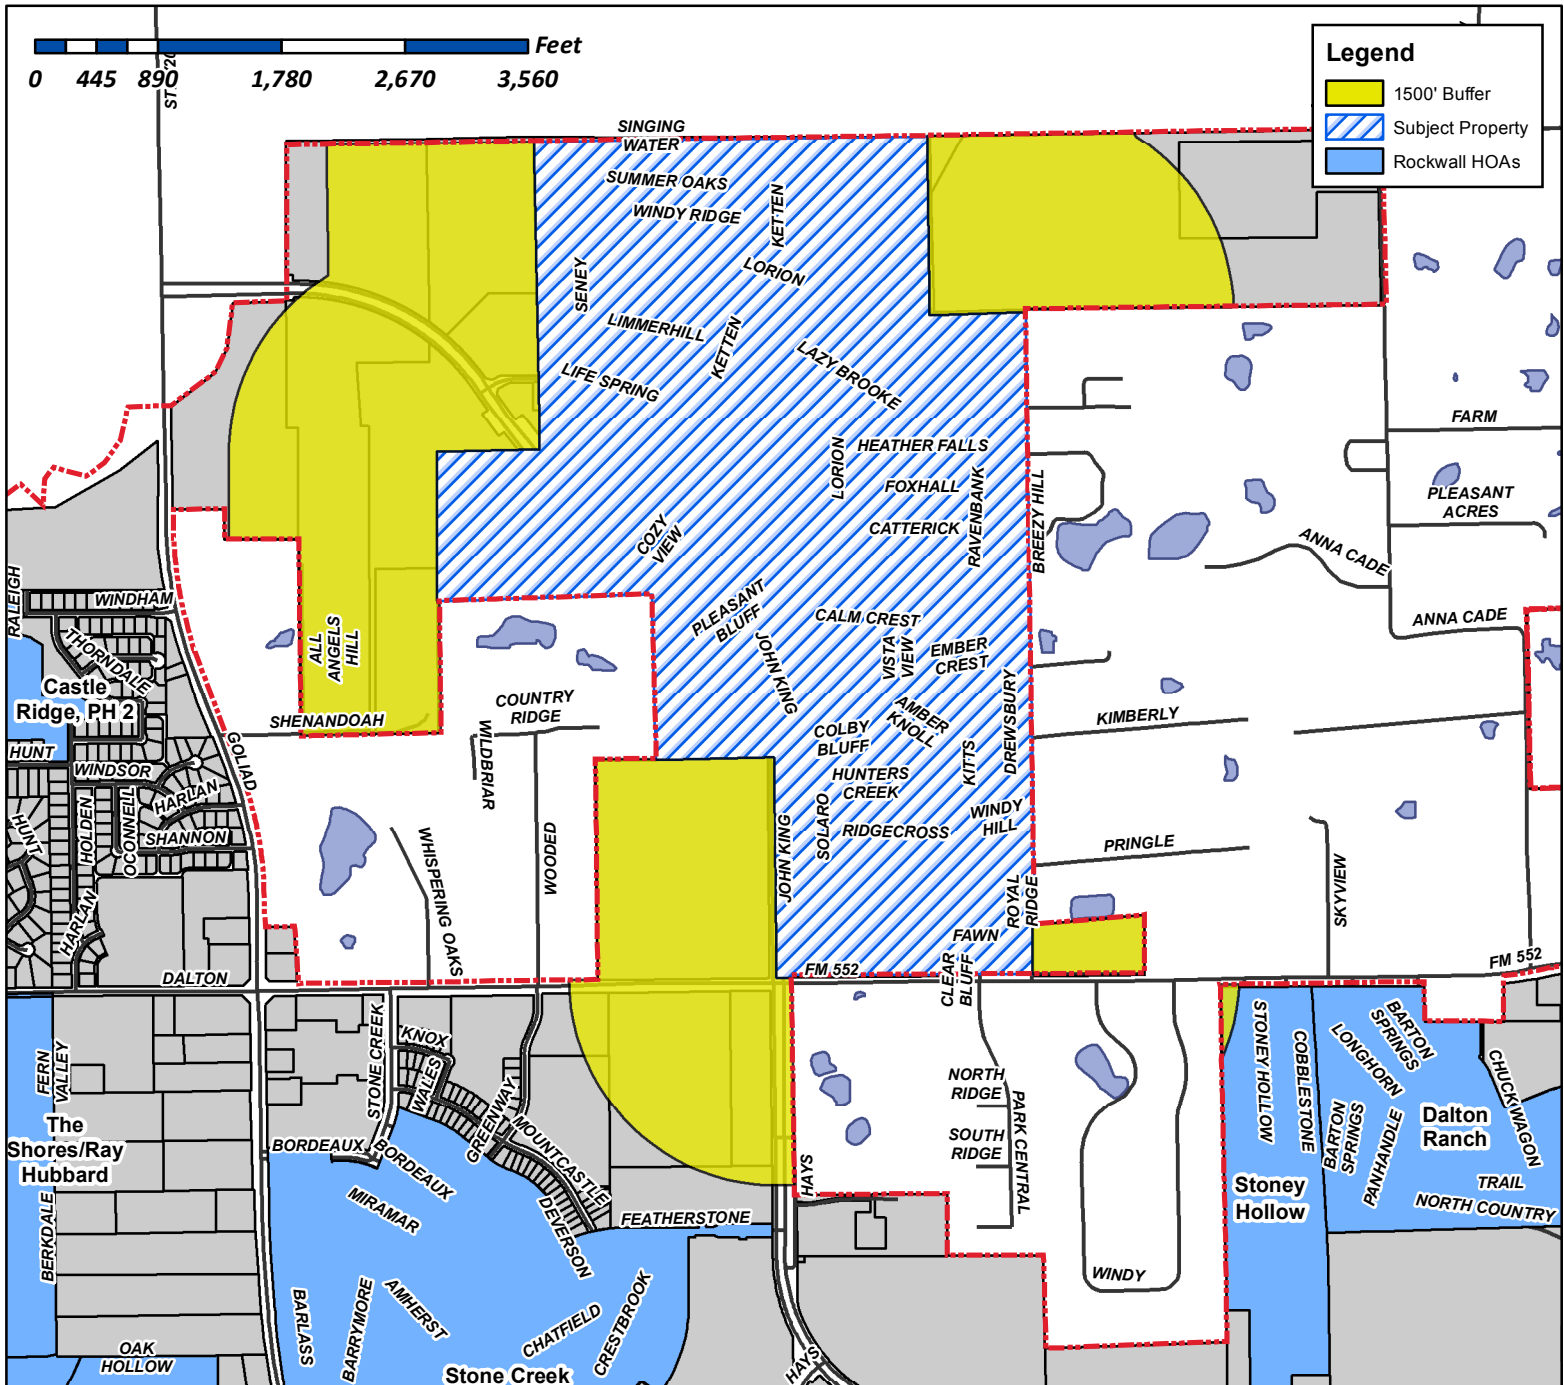 Feet
0 445 890 1,780 2,670 3,560
Legend
1500' Buffer
Subject Property
Rockwall HOAs
SINGING
WATER
SUMMER OAKS
WINDY RIDGE
KETTEN
LORION
SENEY
LIMMERHILL
KETTEN
LAZY BROOKE
LIFE SPRING
HEATHER FALLS
LORION
FOXHALL
RAVENBANK
CATTERICK
BREEZY HILL
FARM
PLEASANT
ACRES
ANNA CADE
ANNA CADE
COZY
VIEW
PLEASANT
BLUFF
CALM CREST
VISTA
VIEW
EMBER
CREST
JOHN KING
AMBER
KNOLL
COLBY
BLUFF
DREWSBURY
KITTS
HUNTERS
CREEK
SOLARO
RIDGECROSS
WINDY
HILL
JOHN KING
ROYAL
RIDGE
FAWN
KIMBERLY
PRINGLE
SKYVIEW
FM 552
FM 552
CLEAR
BLUFF
RALEIGH
WINDHAM
THORNDALE
Castle
Ridge, PH 2
HUNT
WINDSOR
HARLAN
HOLDEN
OCONNELL
SHANNON
HUNT
HARLAN
GOLIAD
ALL
ANGELS
HILL
SHENANDOAH
COUNTRY
RIDGE
WILDBRIAR
WOODED
WHISPERING OAKS
DALTON
FERN
VALLEY
The
Shores/Ray
Hubbard
BERKDALE
OAK
HOLLOW
STONE CREEK
KNOX
WALES
GREENWAY
BORDEAUX
BORDEAUX
MOUNTCASTLE
MIRAMAR
DEVERSON
FEATHERSTONE
BARLASS
BARRYMORE
AMHERST
CHATFIELD
CRESTBROOK
Stone Creek
HAYS
HAYS
NORTH
RIDGE
SOUTH
RIDGE
PARK CENTRAL
WINDY
STONEY HOLLOW
COBBLESTONE
Stoney
Hollow
BARTON
SPRINGS
LONGHORN
BARTON
SPRINGS
PANHANDLE
Dalton
Ranch
CHUCK WAGON
TRAIL
NORTH COUNTRY